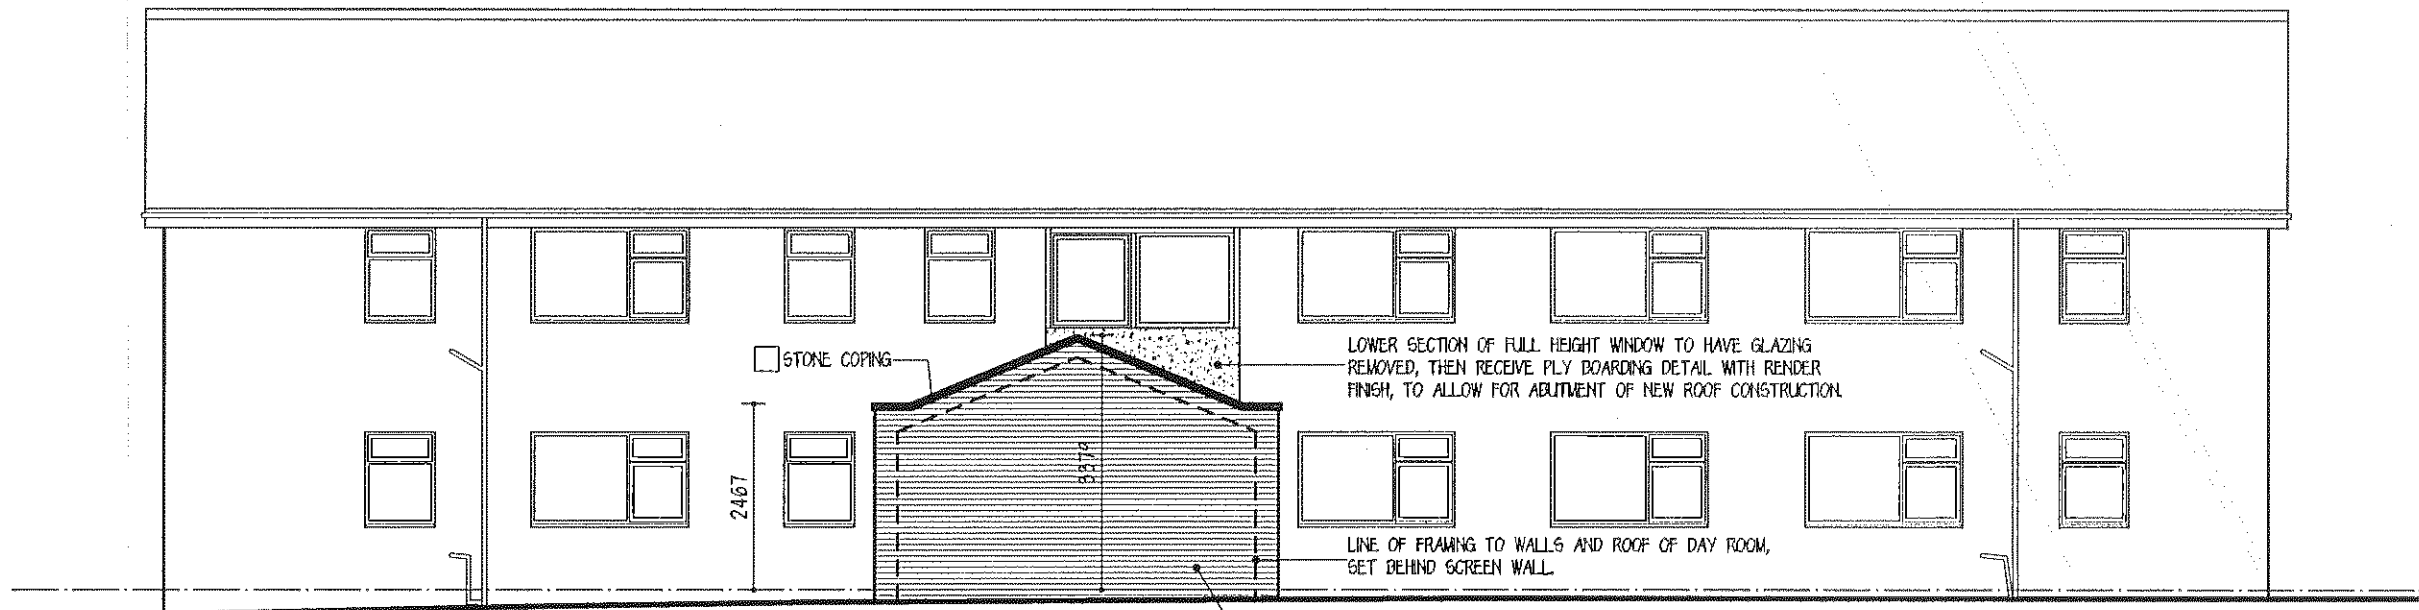 STONE COPING
LOWER SECTION OF FULL HEIGHT WINDOW TO HAVE GLAZING
REMOVED, THEN RECEIVE PLY BOARDING DETAIL WITH RENDER
FINISH, TO ALLOW FOR ABUTMENT OF NEW ROOF CONSTRUCTION.
2467
3379
LINE OF FRAMING TO WALLS AND ROOF OF DAY ROOM,
SET BEHIND SCREEN WALL.